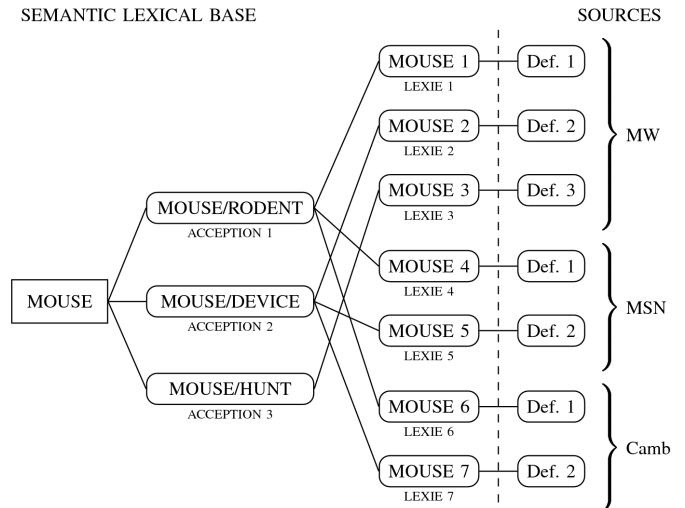 SEMANTIC LEXICAL BASE
SOURCES
MOUSE 1
Def. 1
LEXIE 1
MOUSE 2
Def. 2
LEXIE 2
MW
MOUSE 3
Def. 3
LEXIE 3
MOUSE/RODENT
ACCEPTION 1
MOUSE 4
Def. 1
LEXIE 4
MOUSE
MOUSE/DEVICE
ACCEPTION 2
MSN
MOUSE 5
Def. 2
LEXIE 5
MOUSE/HUNT
ACCEPTION 3
MOUSE 6
Def. 1
LEXIE 6
Camb
MOUSE 7
Def. 2
LEXIE 7